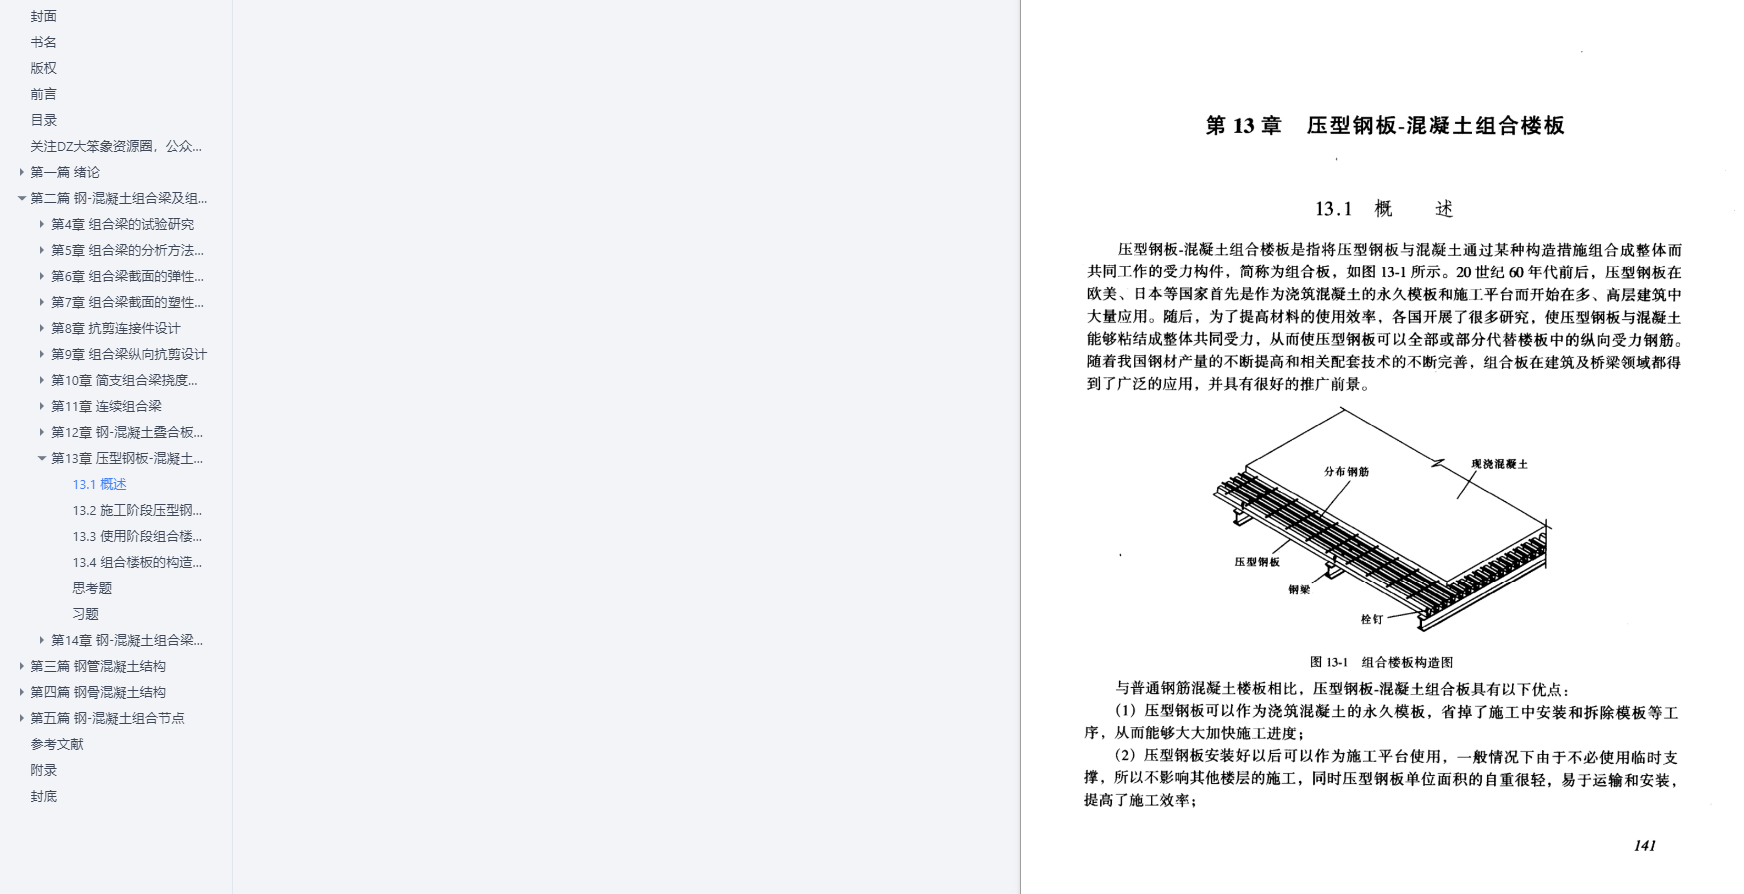 封面
书名
版权
前言
目录
关注DZ大笨象资源圈，公众...
第一篇 绪论
第二篇 钢-混凝土组合梁及组...
第4章 组合梁的试验研究
第5章 组合梁的分析方法...
第6章 组合梁截面的弹性...
第7章 组合梁截面的塑性...
第8章 抗剪连接件设计
第9章 组合梁纵向抗剪设计
第10章 简支组合梁挠度...
第11章 连续组合梁
第12章 钢-混凝土叠合板...
第13章 压型钢板-混凝土...
13.1 概述
13.2 施工阶段压型钢...
13.3 使用阶段组合楼...
13.4 组合楼板的构造...
思考题
习题
第14章 钢-混凝土组合梁...
第三篇 钢管混凝土结构
第四篇 钢骨混凝土结构
第五篇 钢-混凝土组合节点
参考文献
附录
封底
第 13 章 压型钢板-混凝土组合楼板
13.1 概 述
压型钢板-混凝土组合楼板是指将压型钢板与混凝土通过某种构造措施组合成整体而
共同工作的受力构件，简称为组合板，如图 13-1 所示。20 世纪 60 年代前后，压型钢板在
欧美、日本等国家首先是作为浇筑混凝土的永久模板和施工平台而开始在多、高层建筑中
大量应用。随后，为了提高材料的使用效率，各国开展了很多研究，使压型钢板与混凝土
能够粘结成整体共同受力，从而使压型钢板可以全部或部分代替楼板中的纵向受力钢筋。
随着我国钢材产量的不断提高和相关配套技术的不断完善，组合板在建筑及桥梁领域都得
到了广泛的应用，并具有很好的推广前景。
现浇混凝土
分布钢筋
压型钢板
钢梁
栓钉
图 13-1 组合楼板构造图
与普通钢筋混凝土楼板相比，压型钢板-混凝土组合板具有以下优点：
（1）压型钢板可以作为浇筑混凝土的永久模板，省掉了施工中安装和拆除模板等工
序，从而能够大大加快施工进度；
（2）压型钢板安装好以后可以作为施工平台使用，一般情况下由于不必使用临时支
撑，所以不影响其他楼层的施工，同时压型钢板单位面积的自重很轻，易于运输和安装，
提高了施工效率；
141